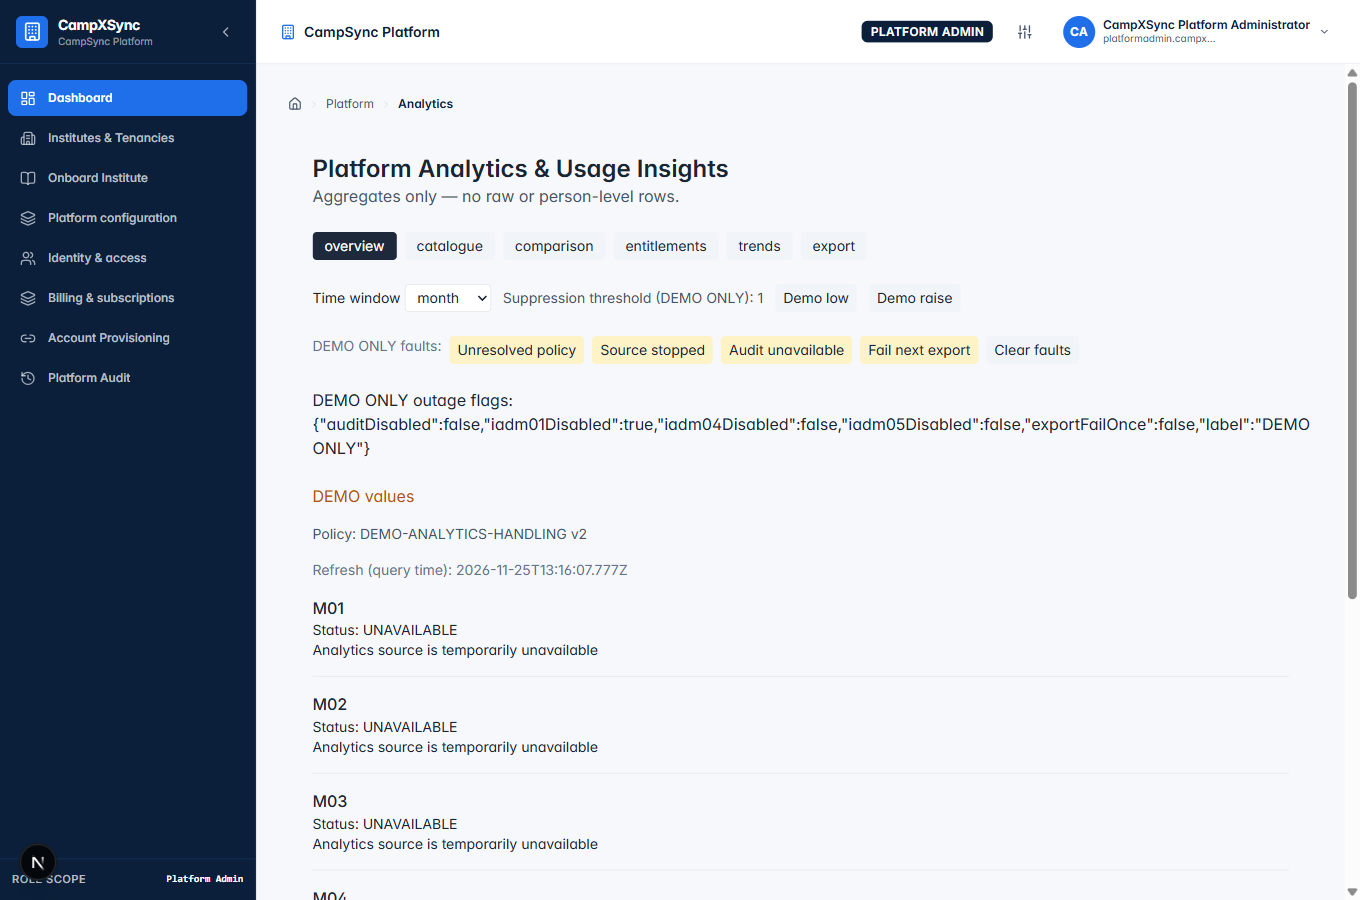 CampXSync
CampSync Platform
CampSync Platform
PLATFORM ADMIN
CA
CampXSync Platform Administrator
platformadmin.campx...
Dashboard
Institutes & Tenancies
Onboard Institute
Platform configuration
Identity & access
Billing & subscriptions
Account Provisioning
Platform Audit
N
ROLE SCOPE
Platform Admin
Platform
Analytics
Platform Analytics & Usage Insights
Aggregates only — no raw or person-level rows.
overview
catalogue
comparison
entitlements
trends
export
Time window
month
Suppression threshold (DEMO ONLY): 1
Demo low
Demo raise
DEMO ONLY faults:
Unresolved policy
Source stopped
Audit unavailable
Fail next export
Clear faults
DEMO ONLY outage flags:
{"auditDisabled":false,"iadm01Disabled":true,"iadm04Disabled":false,"iadm05Disabled":false,"exportFailOnce":false,"label":"DEMO
ONLY"}
DEMO values
Policy: DEMO-ANALYTICS-HANDLING v2
Refresh (query time): 2026-11-25T13:16:07.777Z
M01
Status: UNAVAILABLE
Analytics source is temporarily unavailable
M02
Status: UNAVAILABLE
Analytics source is temporarily unavailable
M03
Status: UNAVAILABLE
Analytics source is temporarily unavailable
M04